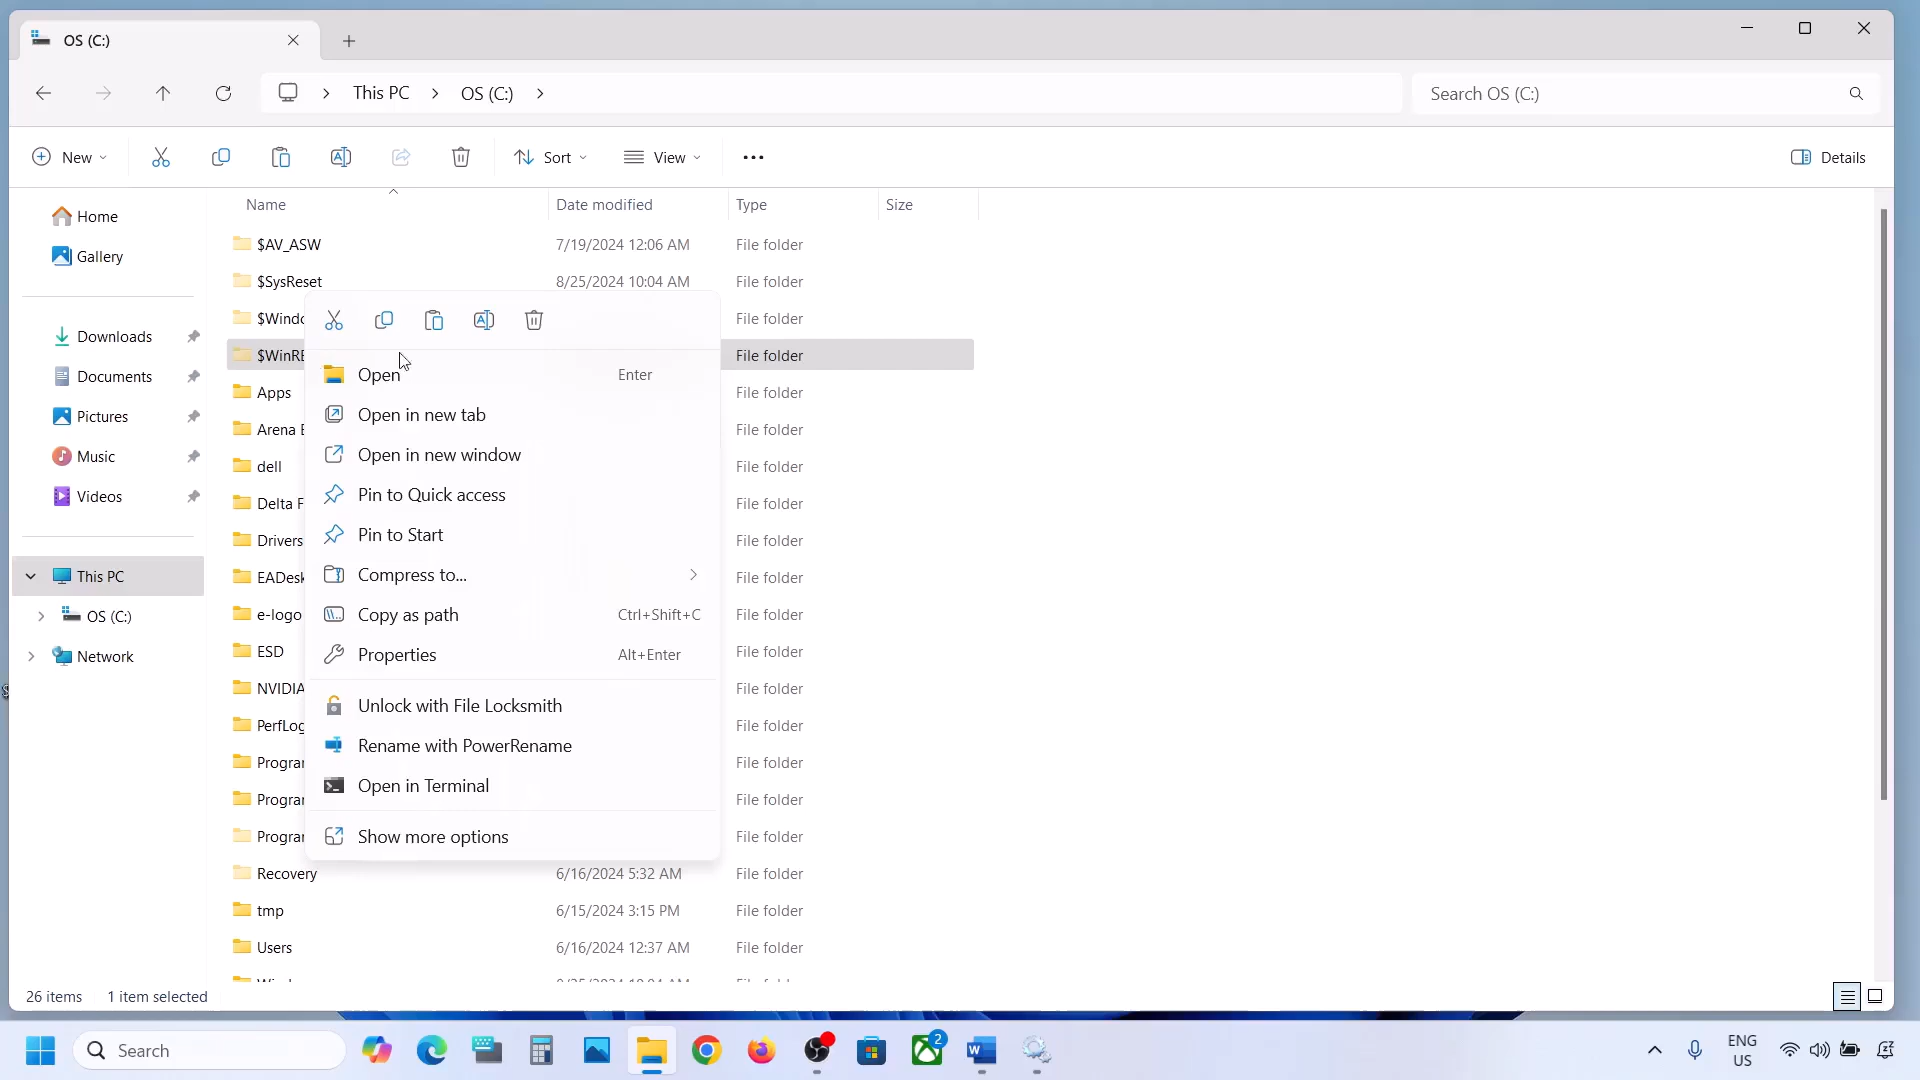 OS (C:)
This PC
OS (C:)
Search OS (C:)
New
Sort
View
Details
Name
Date modified
Type
Size
Home
Gallery
Downloads
Documents
Pictures
Music
Videos
This PC
OS (C:)
Network
$AV_ASW 7/19/2024 12:06 AM File folder
$SysReset 8/25/2024 10:04 AM File folder
$Windo File folder
$WinRE File folder
Apps File folder
Arena File folder
dell File folder
Delta F File folder
Drivers File folder
EADesk File folder
e-logo File folder
ESD File folder
NVIDIA File folder
PerfLog File folder
Progra File folder
Progra File folder
Progra File folder
Recovery 6/16/2024 5:32 AM File folder
tmp 6/15/2024 3:15 PM File folder
Users 6/16/2024 12:37 AM File folder
Open Enter
Open in new tab
Open in new window
Pin to Quick access
Pin to Start
Compress to...
Copy as path Ctrl+Shift+C
Properties Alt+Enter
Unlock with File Locksmith
Rename with PowerRename
Open in Terminal
Show more options
26 items 1 item selected
Search
2
ENG
US